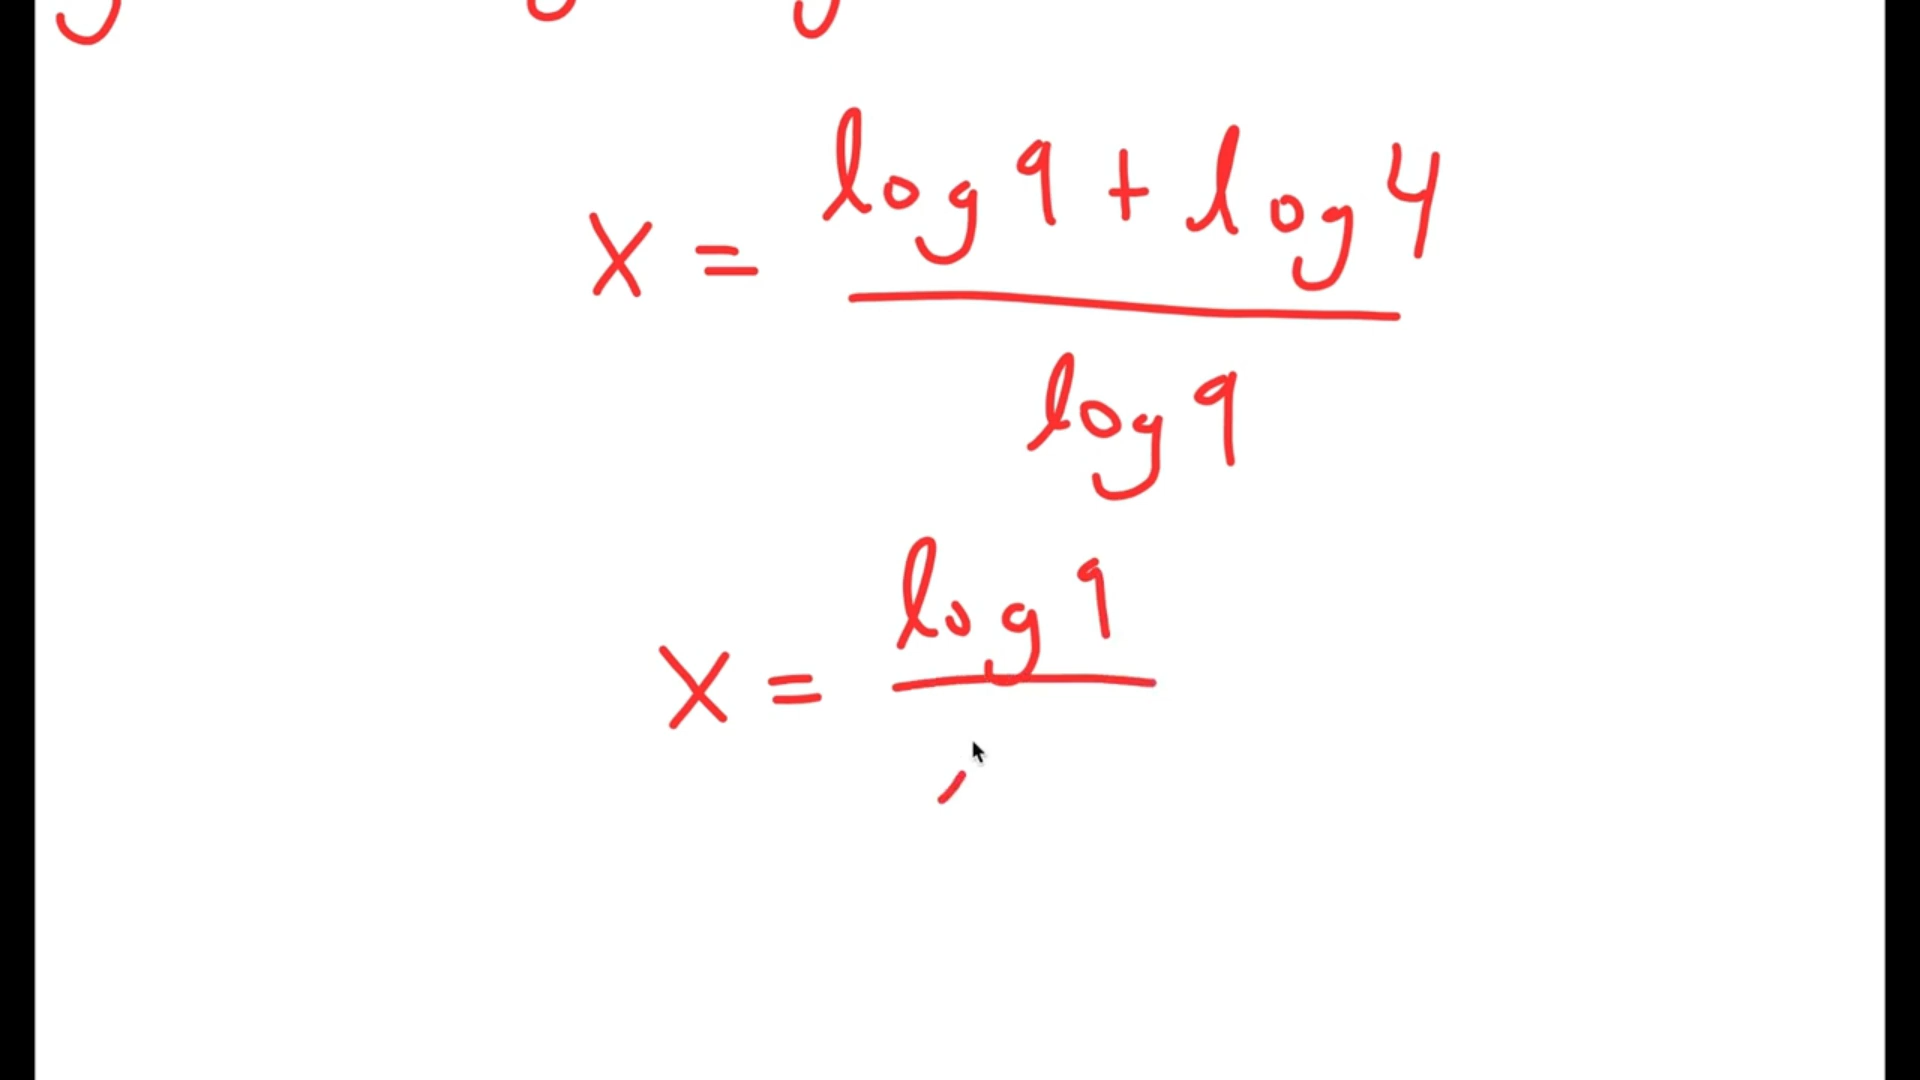 x = (log 9 + log 4) / log 9
x = log 9 /